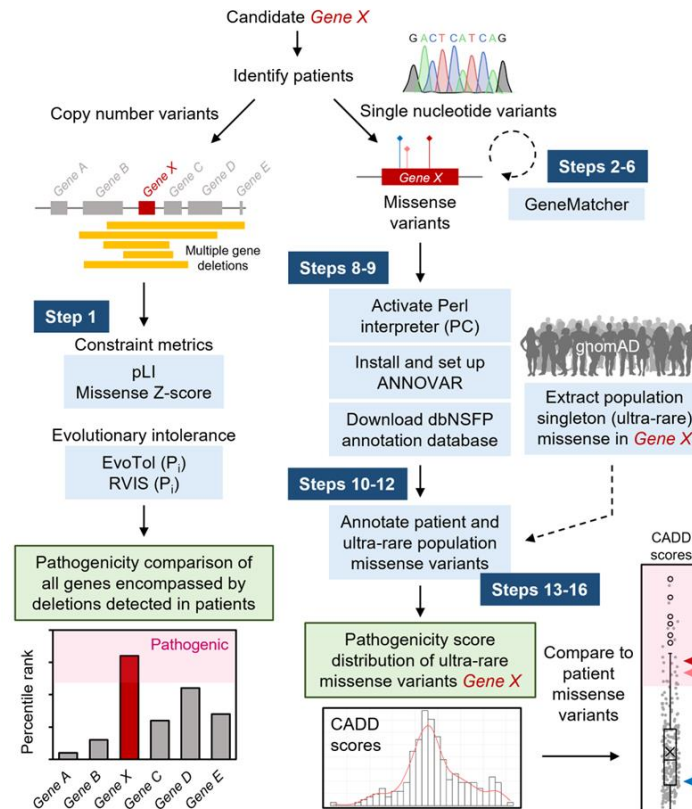 Candidate Gene X
G A C T C A T C A G
Identify patients
Copy number variants
Single nucleotide variants
Gene A
Gene B
Gene X
Gene C
Gene D
Gene E
Multiple gene
deletions
Gene X
Missense
variants
Steps 2-6
GeneMatcher
Step 1
Constraint metrics
pLI
Missense Z-score
Evolutionary intolerance
EvoTol (Pi)
RVIS (Pi)
Pathogenicity comparison of
all genes encompassed by
deletions detected in patients
Percentile rank
Pathogenic
Gene A
Gene B
Gene X
Gene C
Gene D
Gene E
Steps 8-9
Activate Perl
interpreter (PC)
Install and set up
ANNOVAR
Download dbNSFP
annotation database
gnomAD
Extract population
singleton (ultra-rare)
missense in Gene X
Steps 10-12
Annotate patient and
ultra-rare population
missense variants
Steps 13-16
Pathogenicity score
distribution of ultra-rare
missense variants Gene X
CADD
scores
Compare to
patient
missense
variants
CADD
scores